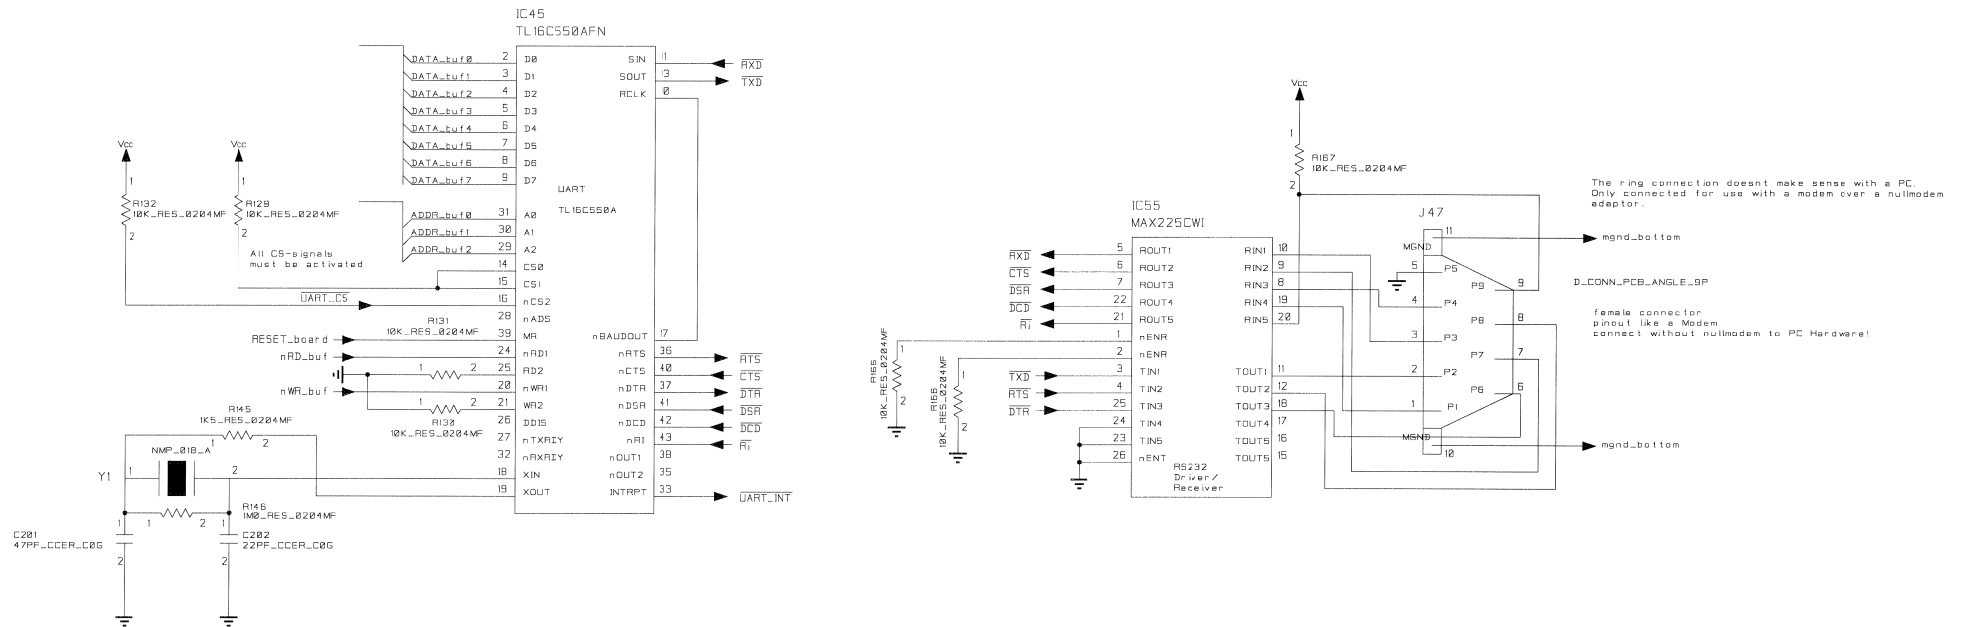 IC45
TL16C550AFN
DATA_buf0 2 D0
DATA_buf1 3 D1
DATA_buf2 4 D2
DATA_buf3 5 D3
DATA_buf4 6 D4
DATA_buf5 7 D5
DATA_buf6 8 D6
DATA_buf7 9 D7
ADDR_buf0 31 A0
ADDR_buf1 30 A1
ADDR_buf2 29 A2
14 CS0
15 CS1
UART_CS 16 nCS2
28 nADS
RESET_board 39 MR
nRD_buf 24 nRD1
1 2 25 RD2
nWR_buf 20 nWR1
1 2 21 WR2
26 DDIS
27 nTXRDY
32 nRXRDY
18 XIN
19 XOUT
UART
TL16C550A
SIN 11 RXD
SOUT 13 TXD
RCLK 10
nBAUDOUT 17
nRTS 36 RTS
nCTS 40 CTS
nDTR 37 DTR
nDSR 41 DSR
nDCD 42 DCD
nRI 43 RI
nOUT1 38
nOUT2 35
INTRPT 33 UART_INT
Vcc
1
R132
10K_RES_0204MF
2
Vcc
1
R129
10K_RES_0204MF
2
All CS-signals
must be activated
R131
10K_RES_0204MF
R130
10K_RES_0204MF
R145
1K5_RES_0204MF
1 2
NMP_018_A
Y1 1 2
R146
1M0_RES_0204MF
1 2
1
C201
47PF_CCER_C0G
2
1
C202
22PF_CCER_C0G
2
Vcc
1
R167
10K_RES_0204MF
2
IC55
MAX225CWI
RXD 5 ROUT1
CTS 6 ROUT2
DSR 7 ROUT3
DCD 22 ROUT4
RI 21 ROUT5
1 nENR
2 nENR
TXD 3 TIN1
RTS 4 TIN2
DTR 25 TIN3
24 TIN4
23 TIN5
26 nENT
RS232
Driver/
Receiver
RIN1 10
RIN2 9
RIN3 8
RIN4 19
RIN5 20
TOUT1 11
TOUT2 12
TOUT3 18
TOUT4 17
TOUT5 16
TOUT5 15
R165
10K_RES_0204MF
1
2
R166
10K_RES_0204MF
1
2
J47
MGND 11 mgnd_bottom
5 P5
P9 9
4 P4
P8 8
3 P3
P7 7
2 P2
P6 6
1 P1
MGND 10 mgnd_bottom
The ring connection doesnt make sense with a PC.
Only connected for use with a modem over a nullmodem
adaptor.
D_CONN_PCB_ANGLE_9P
female connector
pinout like a Modem
connect without nullmodem to PC Hardware!